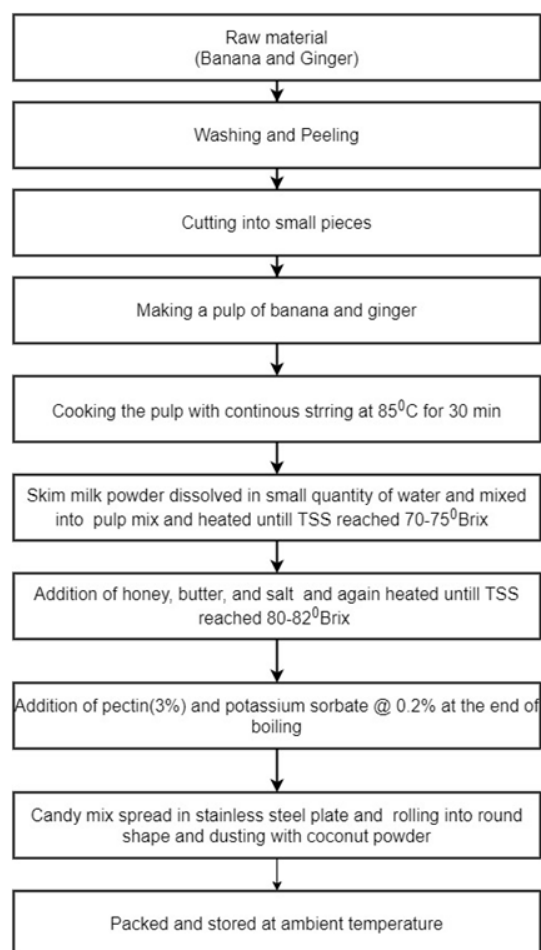 Raw material
(Banana and Ginger)
Washing and Peeling
Cutting into small pieces
Making a pulp of banana and ginger
Cooking the pulp with continous strring at 85⁰C for 30 min
Skim milk powder dissolved in small quantity of water and mixed
into pulp mix and heated untill TSS reached 70-75⁰Brix
Addition of honey, butter, and salt and again heated untill TSS
reached 80-82⁰Brix
Addition of pectin(3%) and potassium sorbate @ 0.2% at the end of
boiling
Candy mix spread in stainless steel plate and rolling into round
shape and dusting with coconut powder
Packed and stored at ambient temperature